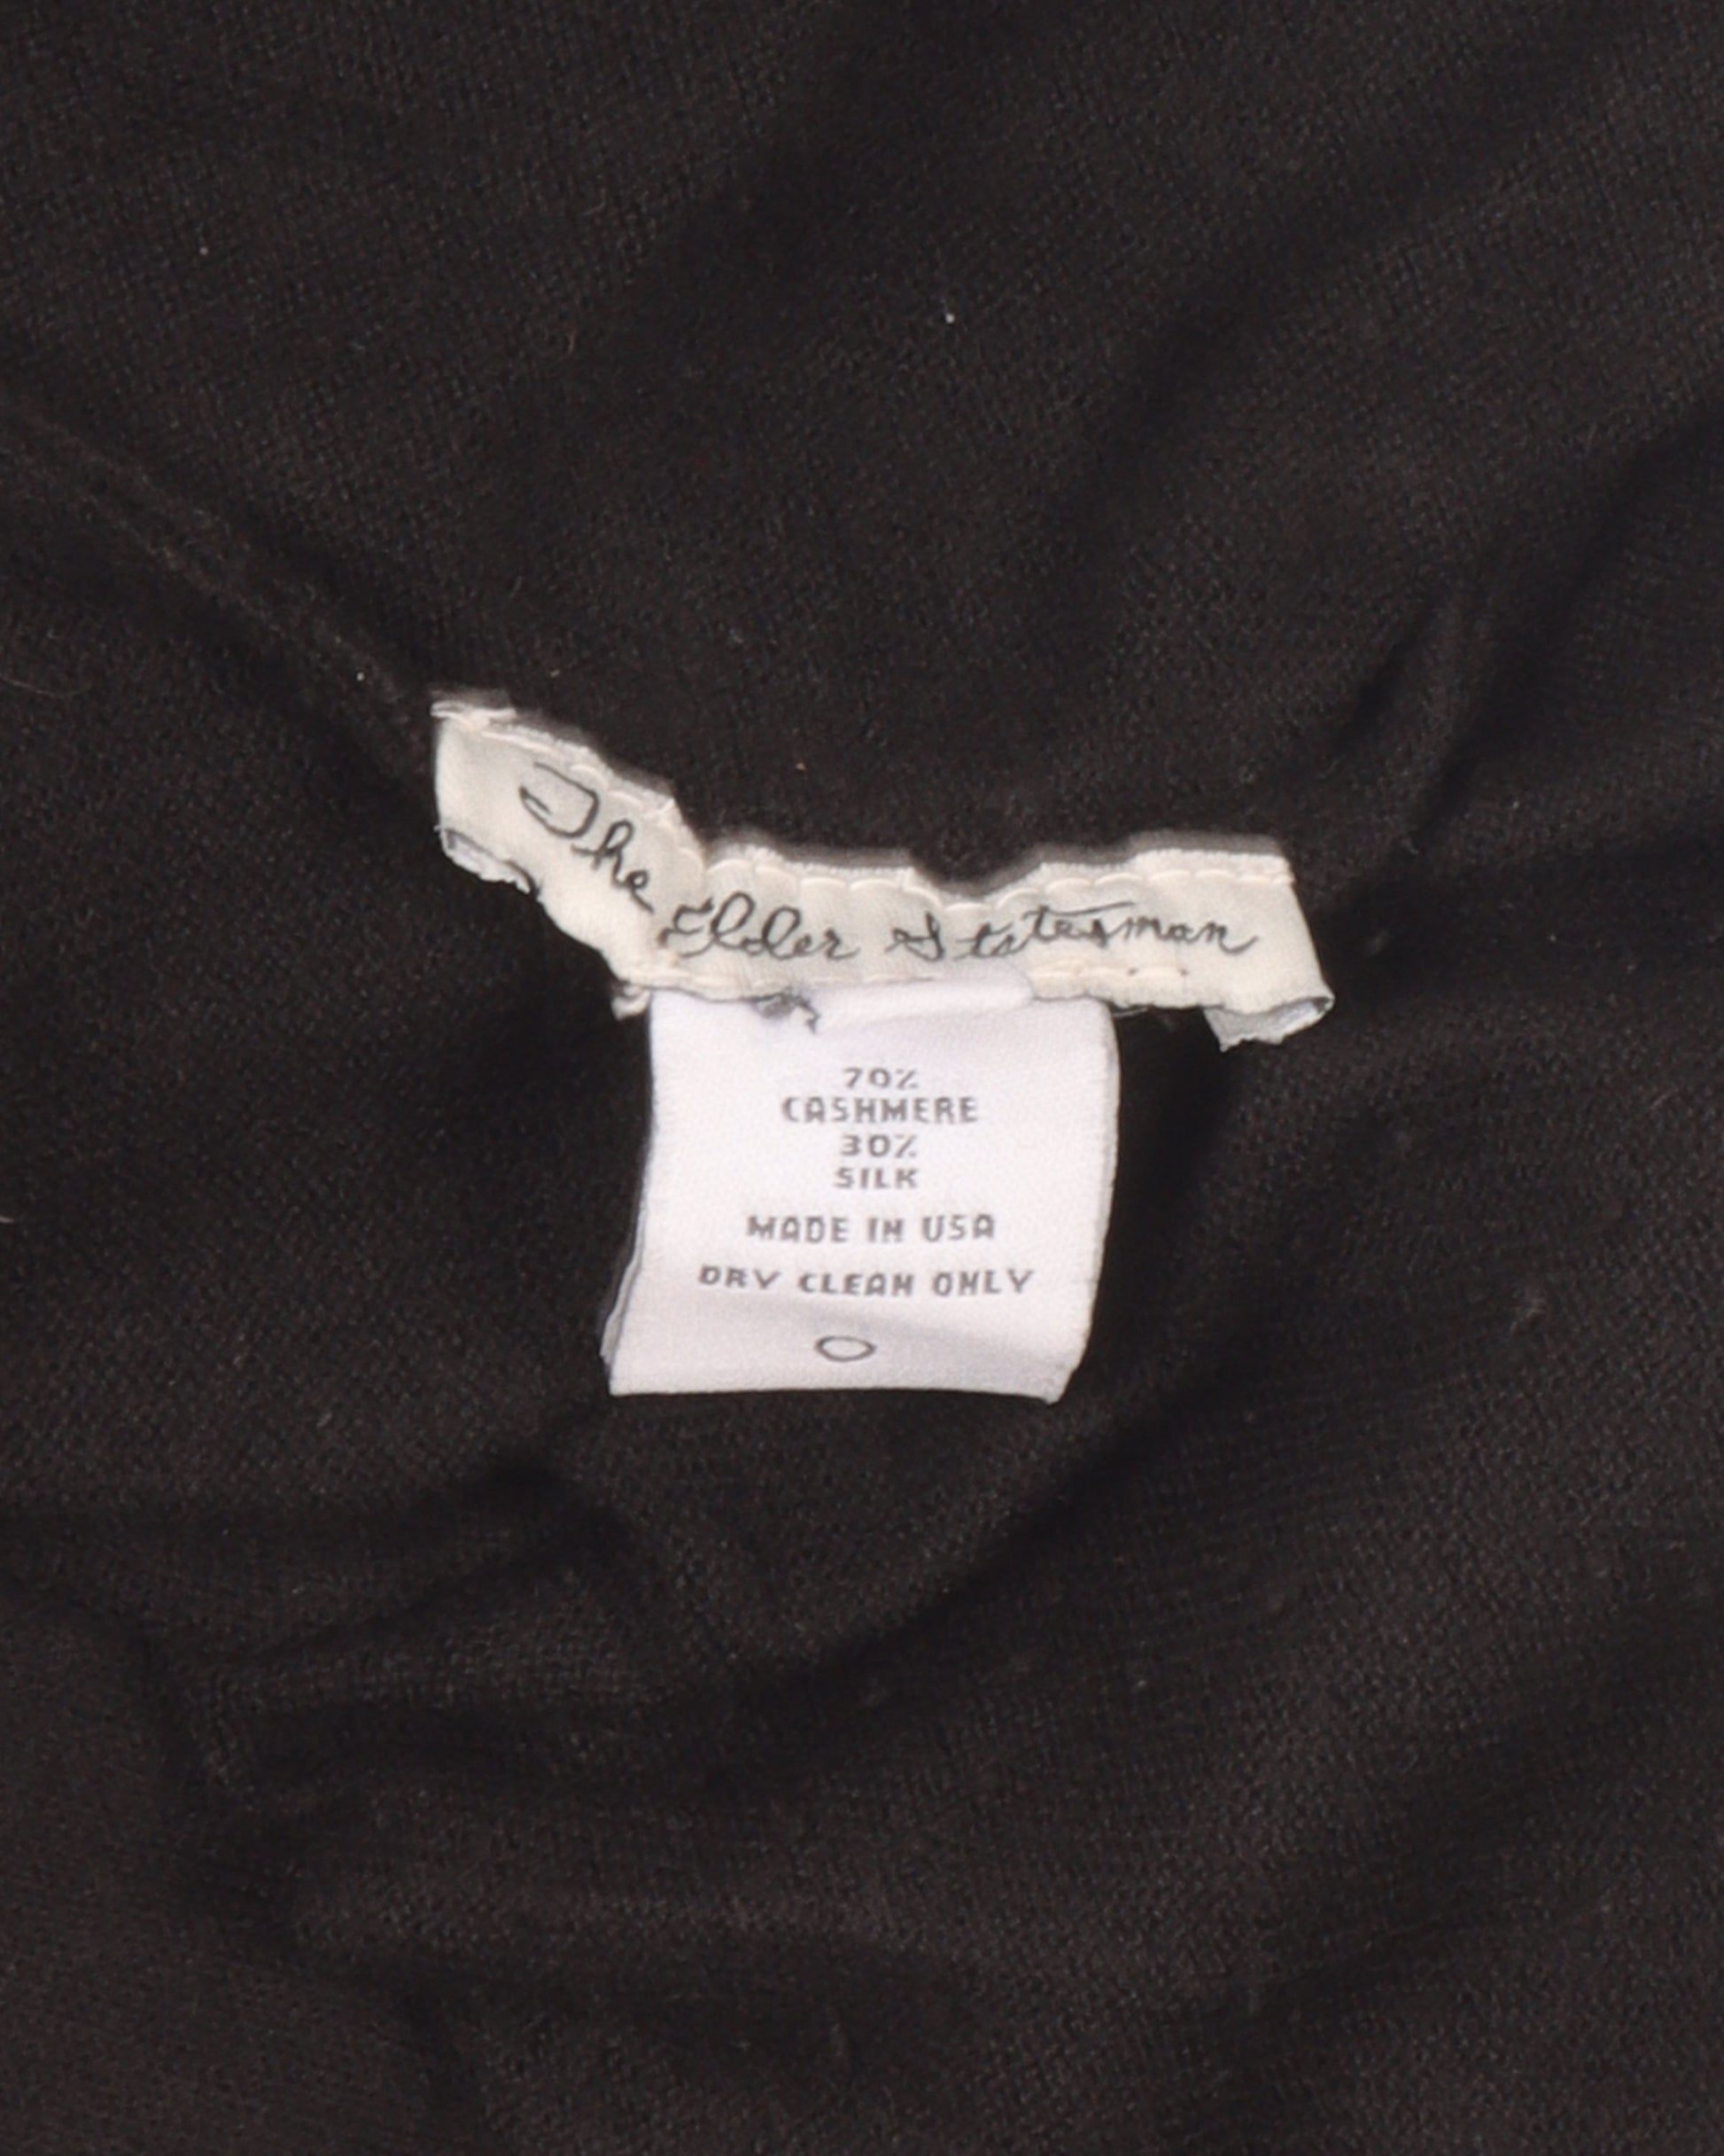 The Elder Statesman
70%
CASHMERE
30%
SILK
MADE IN USA
DRY CLEAN ONLY